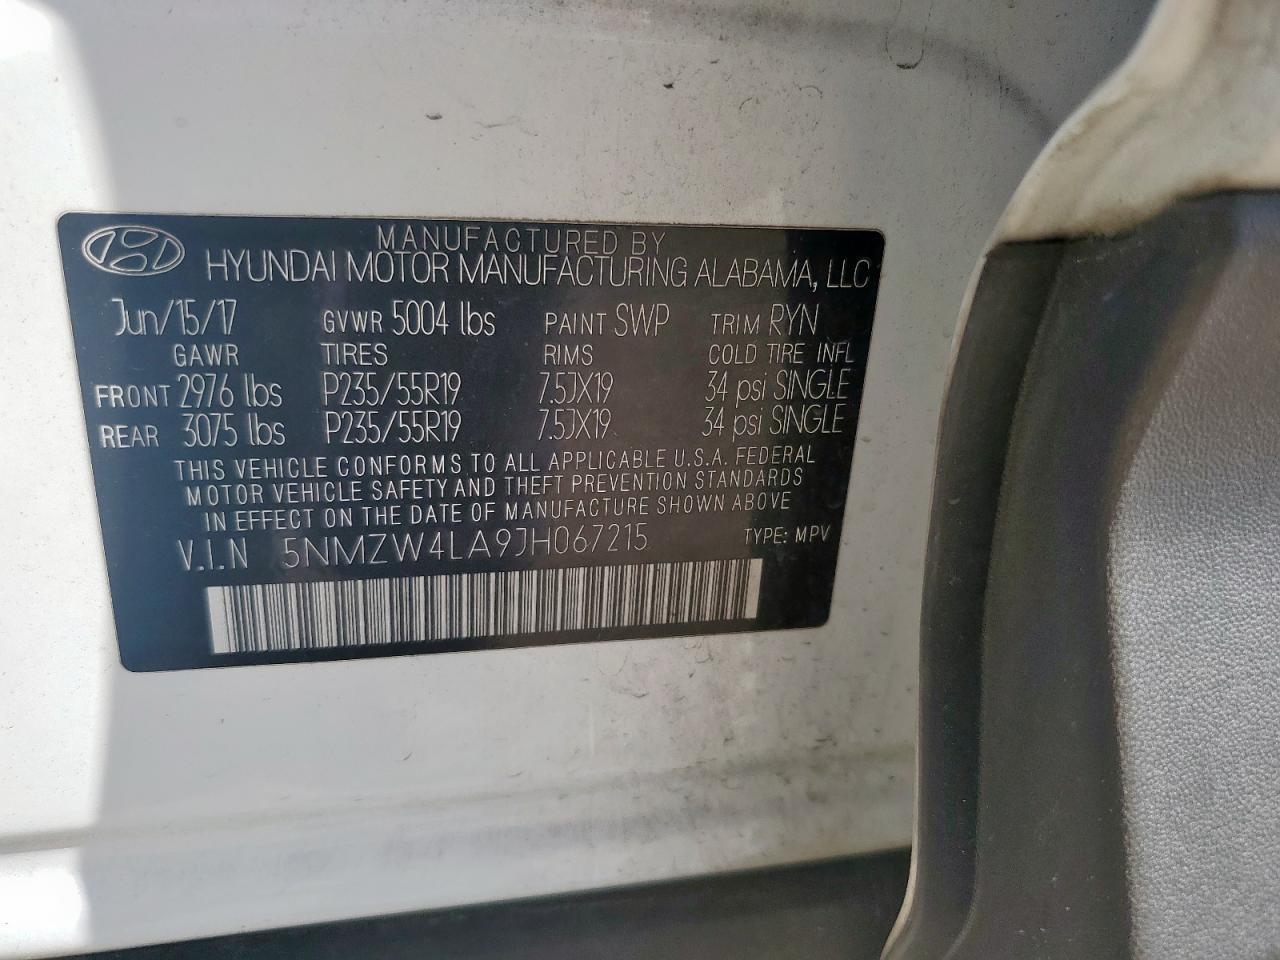 MANUFACTURED BY
HYUNDAI MOTOR MANUFACTURING ALABAMA, LLC
Jun/15/17 GVWR 5004 lbs PAINT SWP TRIM RYN
GAWR TIRES RIMS COLD TIRE INFL
FRONT 2976 lbs P235/55R19 7.5JX19 34 psi SINGLE
REAR 3075 lbs P235/55R19 7.5JX19 34 psi SINGLE
THIS VEHICLE CONFORMS TO ALL APPLICABLE U.S.A. FEDERAL
MOTOR VEHICLE SAFETY AND THEFT PREVENTION STANDARDS
IN EFFECT ON THE DATE OF MANUFACTURE SHOWN ABOVE
V.I.N 5NMZW4LA9JH067215 TYPE: MPV